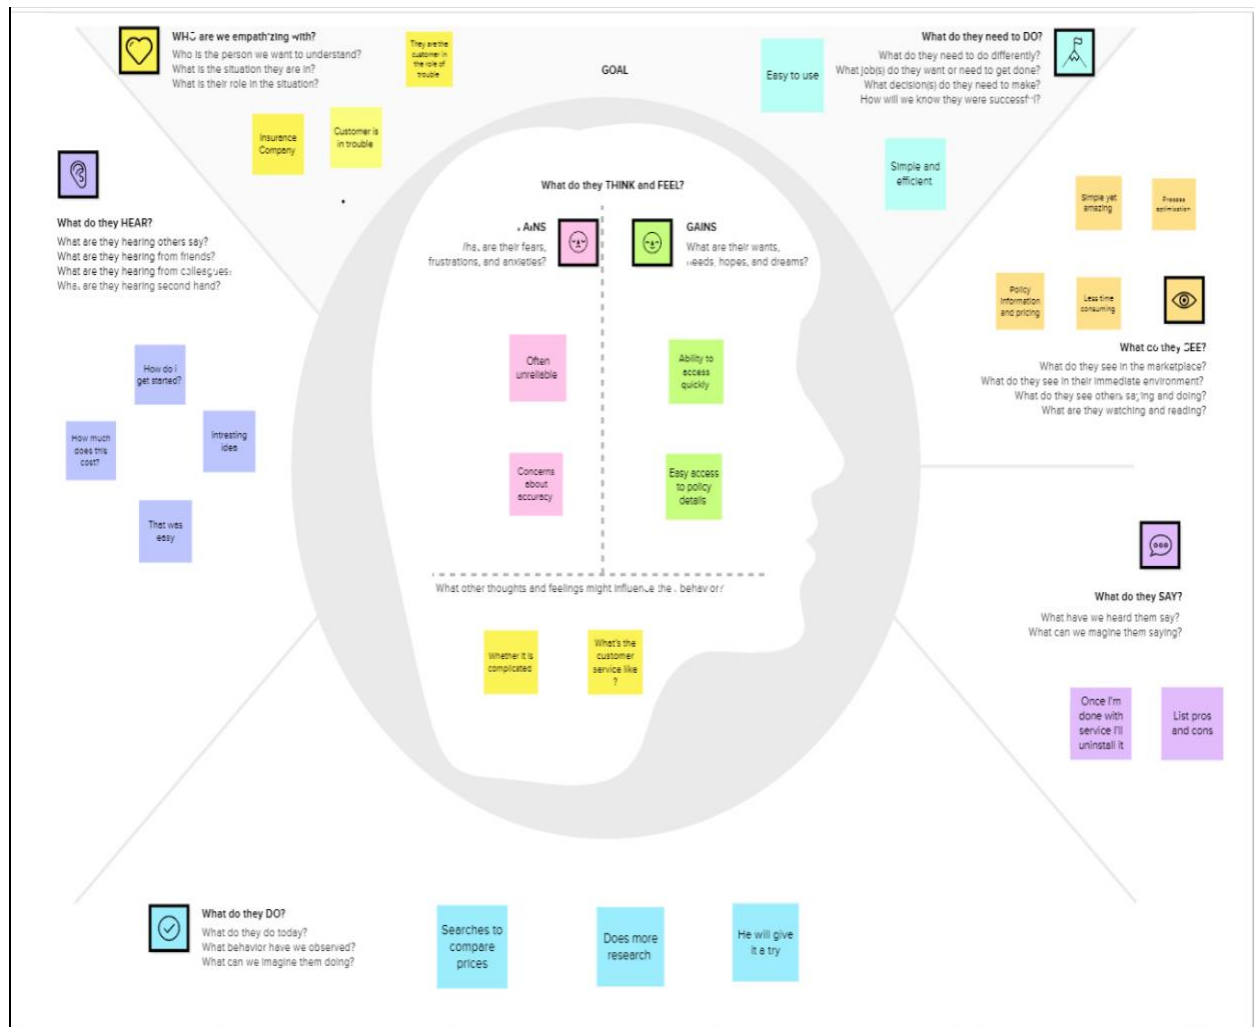 WHO are we empathizing with?
Who is the person we want to understand?
What is the situation they are in?
What is their role in the situation?
They are the
customer in
the role of
trouble
Insurance
Company
Customer is
in trouble
GOAL
What do they need to DO?
What do they need to do differently?
What job(s) do they want or need to get done?
What decision(s) do they need to make?
How will we know they were successful?
Easy to use
Simple and
efficient
What do they HEAR?
What are they hearing others say?
What are they hearing from friends?
What are they hearing from colleagues?
What are they hearing second hand?
How do i
get started?
How much
does this
cost?
Intresting
idea
That was
easy
What do they THINK and FEEL?
PAINS
What are their fears,
frustrations, and anxieties?
Often
unreliable
Concerns
about
accuracy
GAINS
What are their wants,
needs, hopes, and dreams?
Ability to
access
quickly
Easy access
to policy
details
What other thoughts and feelings might influence their behavior?
Whether it is
complicated
What's the
customer
service like
?
Simple yet
amazing
Process
optimisation
Policy
Information
and pricing
Less time
consuming
What do they SEE?
What do they see in the marketplace?
What do they see in their immediate environment?
What do they see others saying and doing?
What are they watching and reading?
What do they SAY?
What have we heard them say?
What can we magine them saying?
Once I'm
done with
service I'll
uninstall it
List pros
and cons
What do they DO?
What do they do today?
What behavior have we observed?
What can we imagine them doing?
Searches to
compare
prices
Does more
research
He will give
it a try